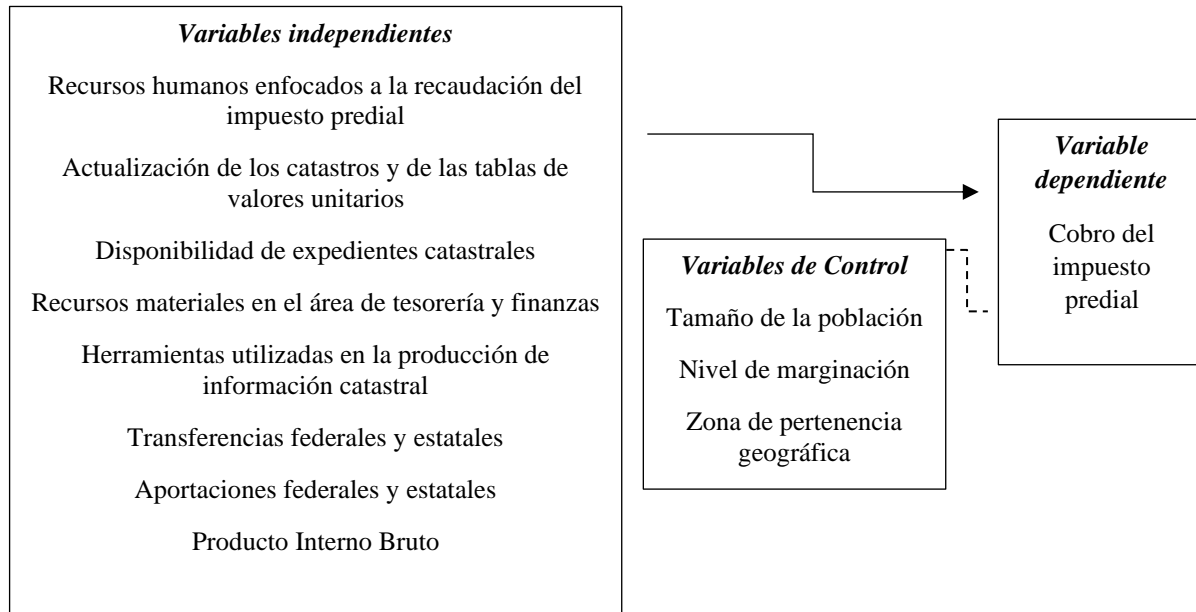 Variables independientes
Recursos humanos enfocados a la recaudación del
impuesto predial
Actualización de los catastros y de las tablas de
valores unitarios
Disponibilidad de expedientes catastrales
Recursos materiales en el área de tesorería y finanzas
Herramientas utilizadas en la producción de
información catastral
Transferencias federales y estatales
Aportaciones federales y estatales
Producto Interno Bruto
Variables de Control
Tamaño de la población
Nivel de marginación
Zona de pertenencia
geográfica
Variable
dependiente
Cobro del
impuesto
predial